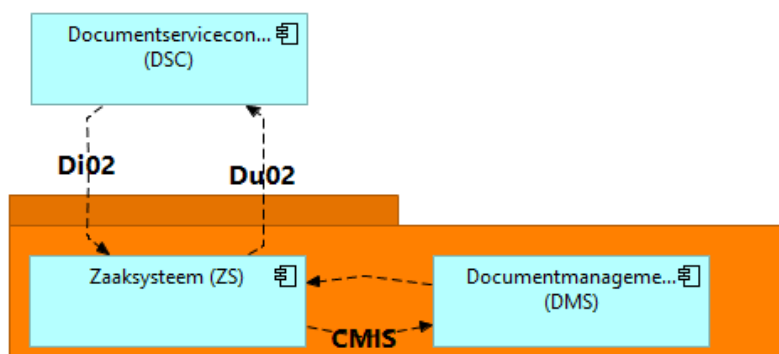 Documentservicecon...
(DSC)
Di02
Du02
Zaaksysteem (ZS)
Documentmanageme...
(DMS)
CMIS